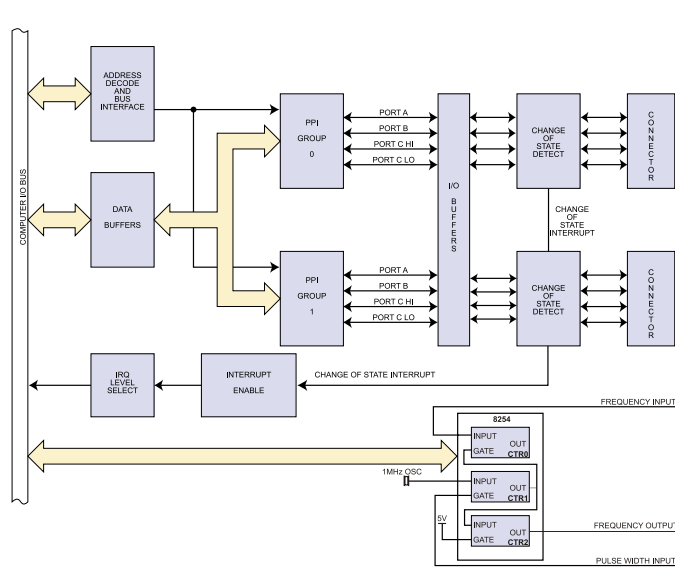 COMPUTER I/O BUS
ADDRESS
DECODE
AND
BUS
INTERFACE
DATA
BUFFERS
PPI
GROUP
0
PORT A
PORT B
PORT C HI
PORT C LO
PPI
GROUP
1
PORT A
PORT B
PORT C HI
PORT C LO
I/O
BUFFERS
CHANGE
OF
STATE
DETECT
CONNECTOR
CHANGE
OF
STATE
INTERRUPT
CHANGE
OF
STATE
DETECT
CONNECTOR
IRQ
LEVEL
SELECT
INTERRUPT
ENABLE
CHANGE OF STATE INTERRUPT
FREQUENCY INPUT
8254
INPUT
OUT
GATE
CTR0
1MHz OSC
INPUT
OUT
GATE
CTR1
5V
INPUT
OUT
GATE
CTR2
FREQUENCY OUTPUT
PULSE WIDTH INPUT